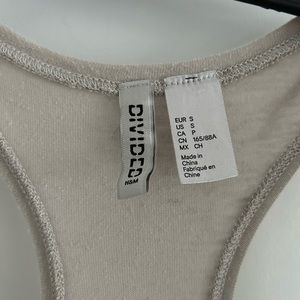 DIVIDED
H&M
EUR S
US S
CA P
CN 165/88A
MX CH
Made in
China
Fabriqué en
Chine